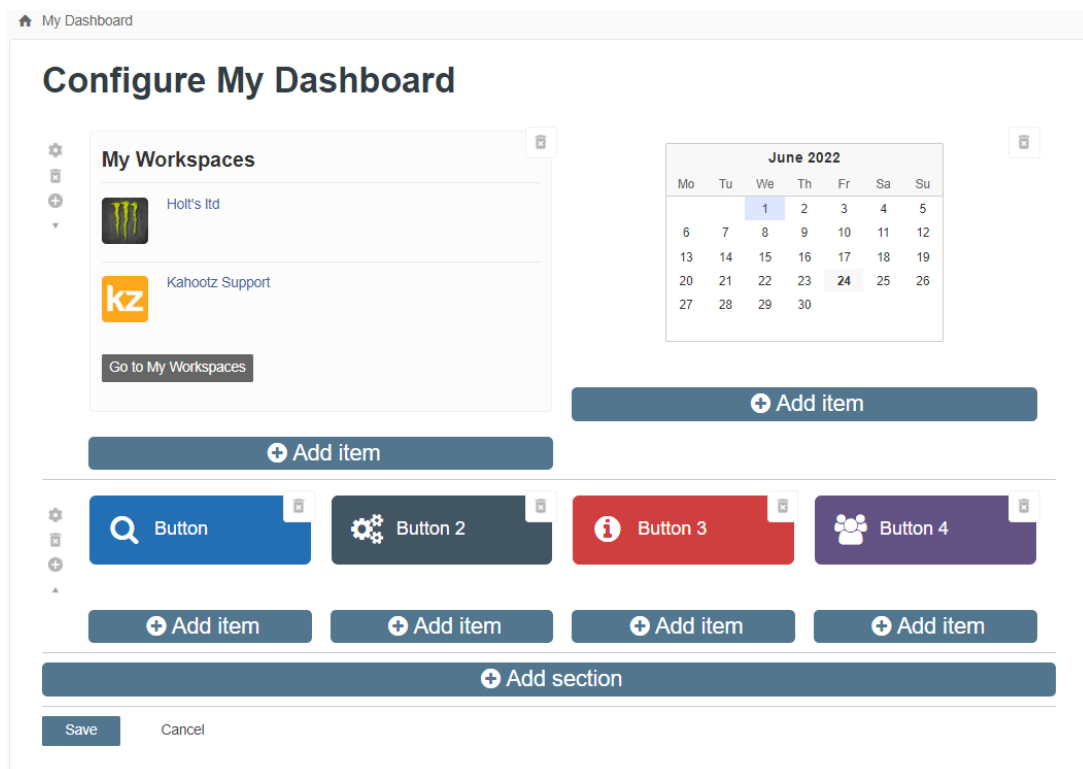 My Dashboard
Configure My Dashboard
My Workspaces
Holt's ltd
kz
Kahootz Support
Go to My Workspaces
Add item
June 2022
Mo Tu We Th Fr Sa Su
1 2 3 4 5
6 7 8 9 10 11 12
13 14 15 16 17 18 19
20 21 22 23 24 25 26
27 28 29 30
Add item
Button
Button 2
Button 3
Button 4
Add item
Add item
Add item
Add item
Add section
Save
Cancel